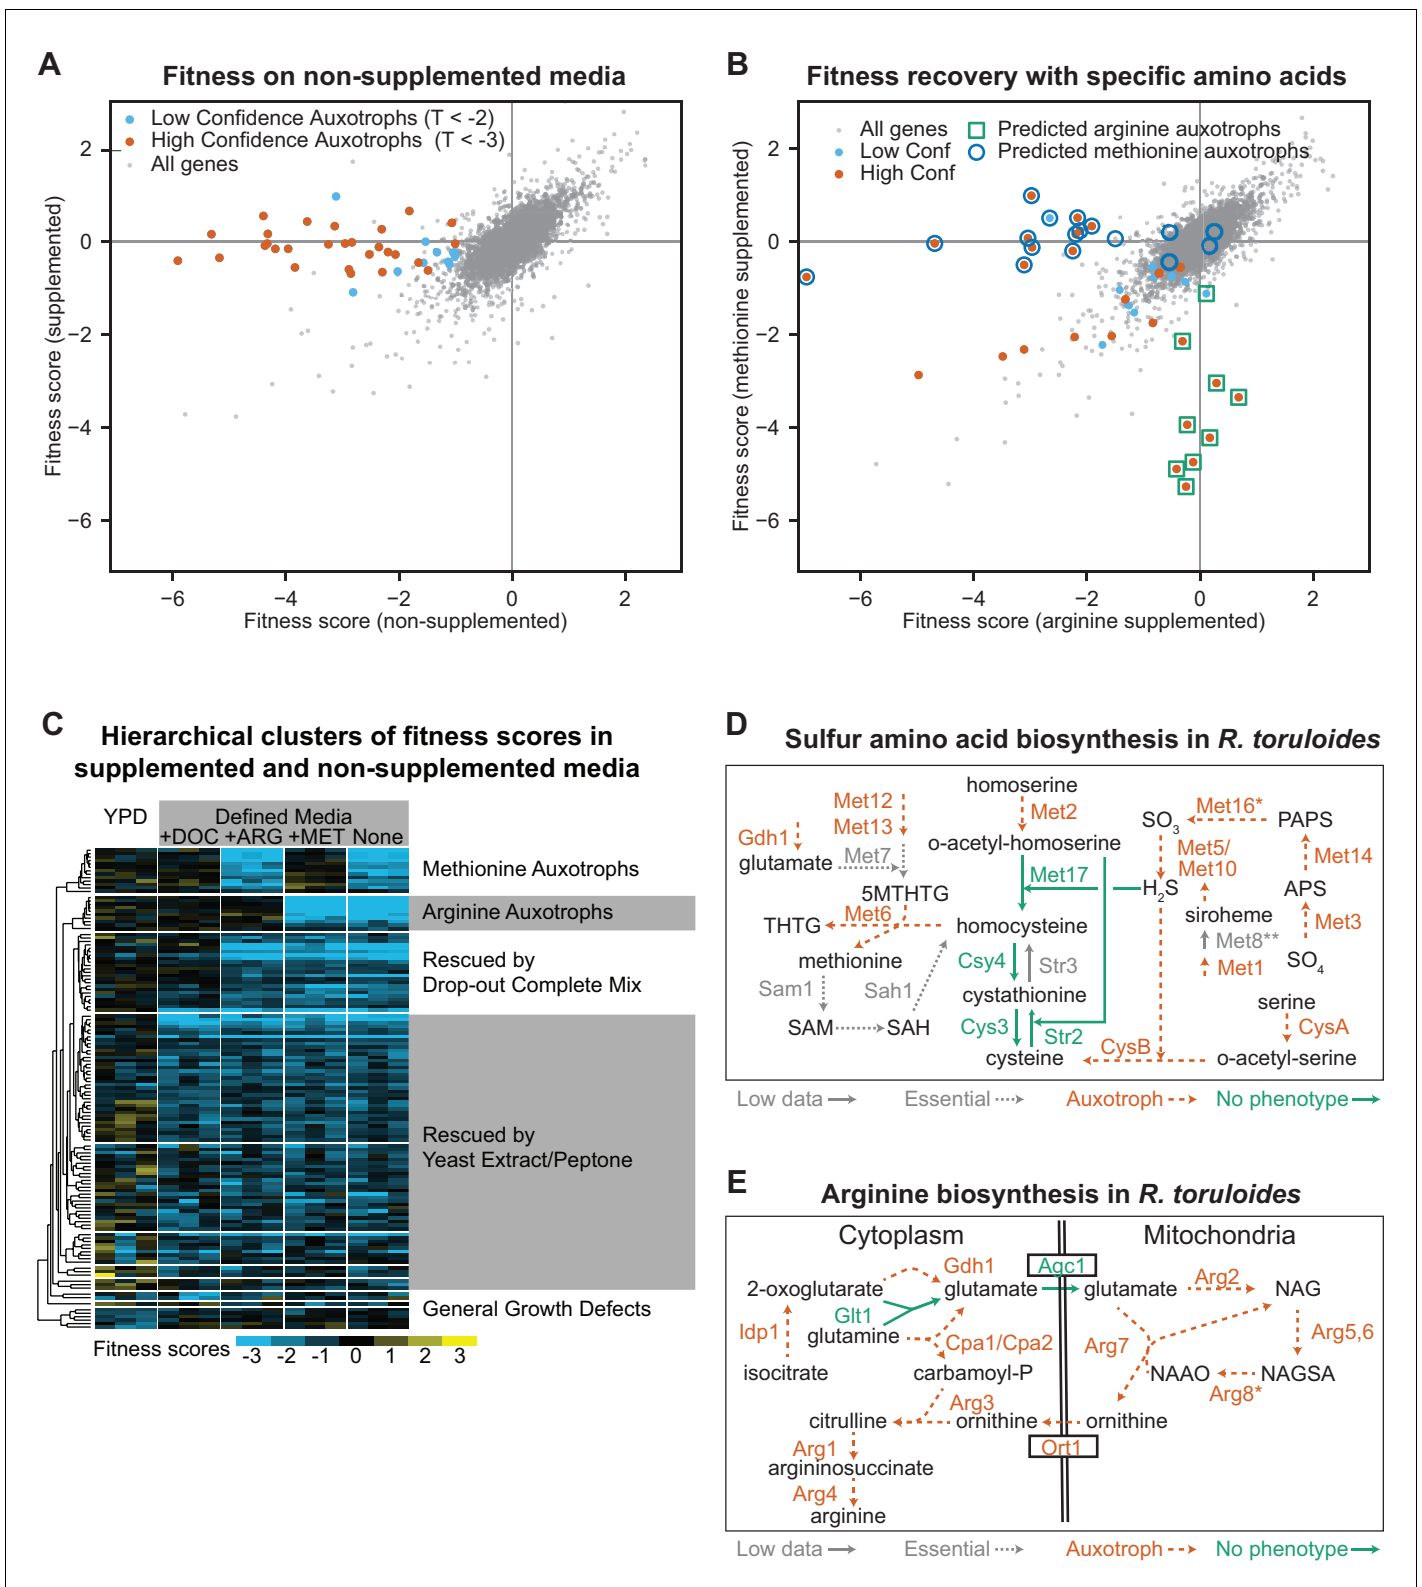 A
Fitness on non-supplemented media
Low Confidence Auxotrophs (T < -2)
High Confidence Auxotrophs (T < -3)
All genes
2
0
−2
−4
−6
−6
−4
−2
0
2
Fitness score (supplemented)
Fitness score (non-supplemented)
B
Fitness recovery with specific amino acids
All genes
Low Conf
High Conf
Predicted arginine auxotrophs
Predicted methionine auxotrophs
2
0
−2
−4
−6
−6
−4
−2
0
2
Fitness score (methionine supplemented)
Fitness score (arginine supplemented)
C
Hierarchical clusters of fitness scores in
supplemented and non-supplemented media
YPD
Defined Media
+DOC +ARG +MET None
Methionine Auxotrophs
Arginine Auxotrophs
Rescued by
Drop-out Complete Mix
Rescued by
Yeast Extract/Peptone
General Growth Defects
Fitness scores
-3 -2 -1 0 1 2 3
D
Sulfur amino acid biosynthesis in R. toruloides
homoserine
Met12
Met13
Met2
Met16*
SO3
PAPS
Gdh1
o-acetyl-homoserine
Met5/
Met10
Met14
glutamate
Met7
Met17
H2S
APS
5MTHTG
siroheme
Met3
THTG
Met6
homocysteine
Met8**
methionine
Csy4
Str3
Met1
SO4
Sam1
Sah1
cystathionine
serine
SAM
SAH
Cys3
Str2
CysA
cysteine
CysB
o-acetyl-serine
Low data
Essential
Auxotroph
No phenotype
E
Arginine biosynthesis in R. toruloides
Cytoplasm
Mitochondria
Gdh1
Agc1
Arg2
2-oxoglutarate
glutamate
glutamate
NAG
Glt1
Idp1
glutamine
Cpa1/Cpa2
Arg7
Arg5,6
isocitrate
carbamoyl-P
NAAO
NAGSA
Arg8*
Arg3
citrulline
ornithine
ornithine
Arg1
Ort1
argininosuccinate
Arg4
arginine
Low data
Essential
Auxotroph
No phenotype